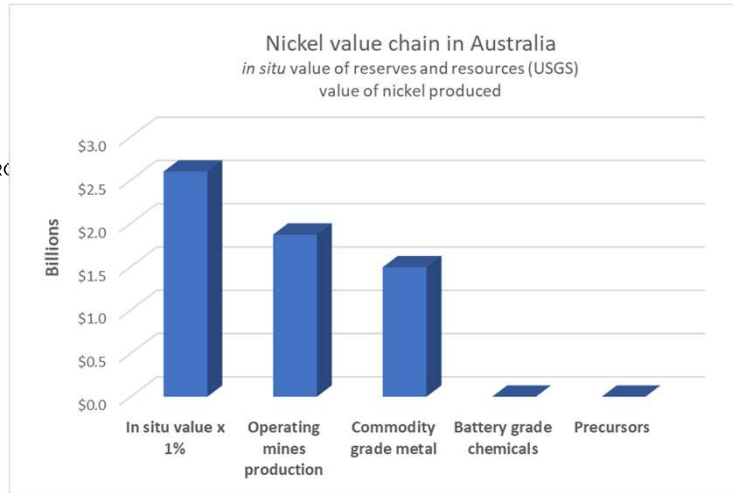 Nickel value chain in Australia
in situ value of reserves and resources (USGS)
value of nickel produced
$3.0
$2.5
$2.0
$1.5
$1.0
$0.5
$0.0
Billions
In situ value x
1%
Operating
mines
production
Commodity
grade metal
Battery grade
chemicals
Precursors